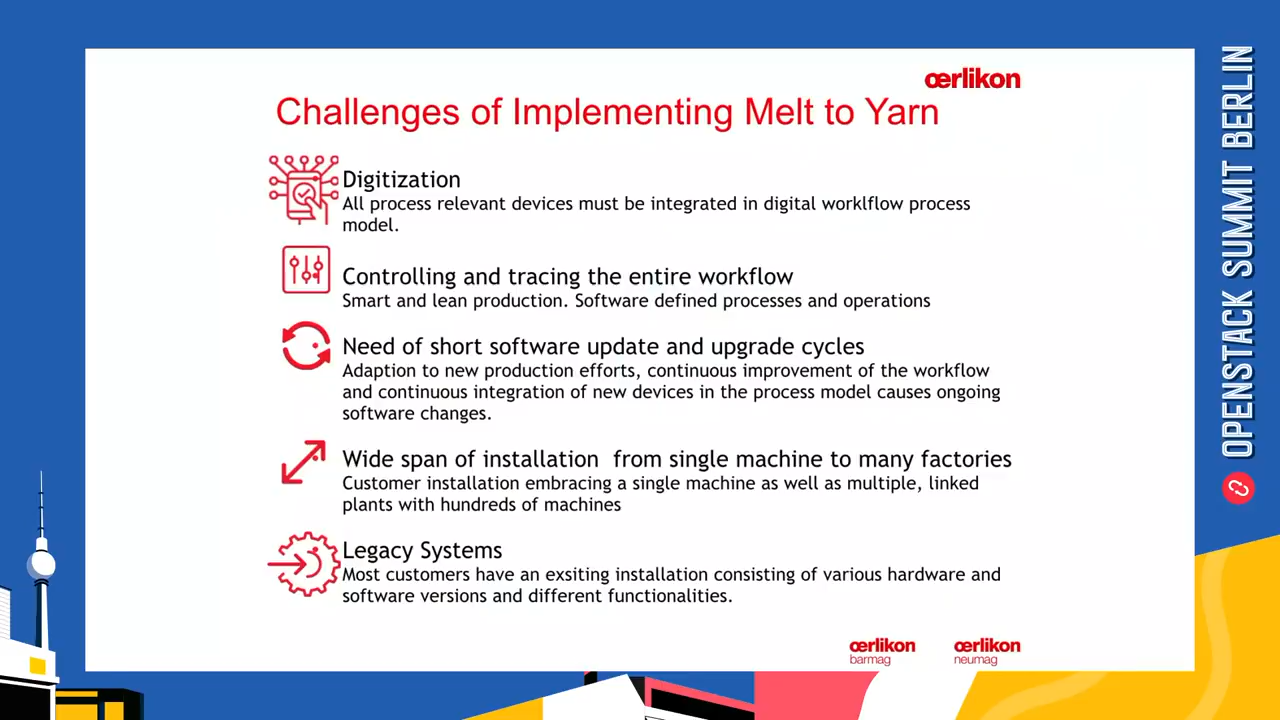 œrlikon
Challenges of Implementing Melt to Yarn
Digitization
All process relevant devices must be integrated in digital worklflow process
model.
Controlling and tracing the entire workflow
Smart and lean production. Software defined processes and operations
Need of short software update and upgrade cycles
Adaption to new production efforts, continuous improvement of the workflow
and continuous integration of new devices in the process model causes ongoing
software changes.
Wide span of installation  from single machine to many factories
Customer installation embracing a single machine as well as multiple, linked
plants with hundreds of machines
Legacy Systems
Most customers have an exsiting installation consisting of various hardware and
software versions and different functionalities.
œrlikon
barmag
œrlikon
neumag
OPENSTACK SUMMIT BERLIN